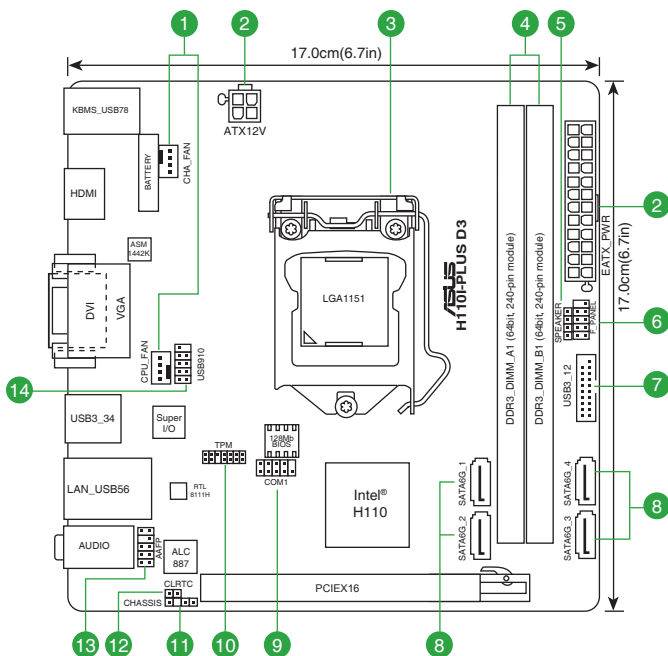 1
2
3
4
5
17.0cm(6.7in)
KBMS_USB78
ATX12V
BATTERY
CHA_FAN
HDMI
2
EATX_PWR
17.0cm(6.7in)
ASM
1442K
ASUS
H110I-PLUS D3
LGA1151
DDR3_DIMM_A1 (64bit, 240-pin module)
DDR3_DIMM_B1 (64bit, 240-pin module)
DVI
VGA
SPEAKER
F_PANEL
6
CPU_FAN
USB910
USB3_12
7
14
USB3_34
Super
I/O
128Mb
BIOS
TPM
COM1
LAN_USB56
RTL
8111H
Intel®
H110
SATA6G_1
SATA6G_4
8
SATA6G_2
SATA6G_3
AUDIO
AAFP
ALC
887
CLRTC
CHASSIS
PCIEX16
13
12
11
10
9
8